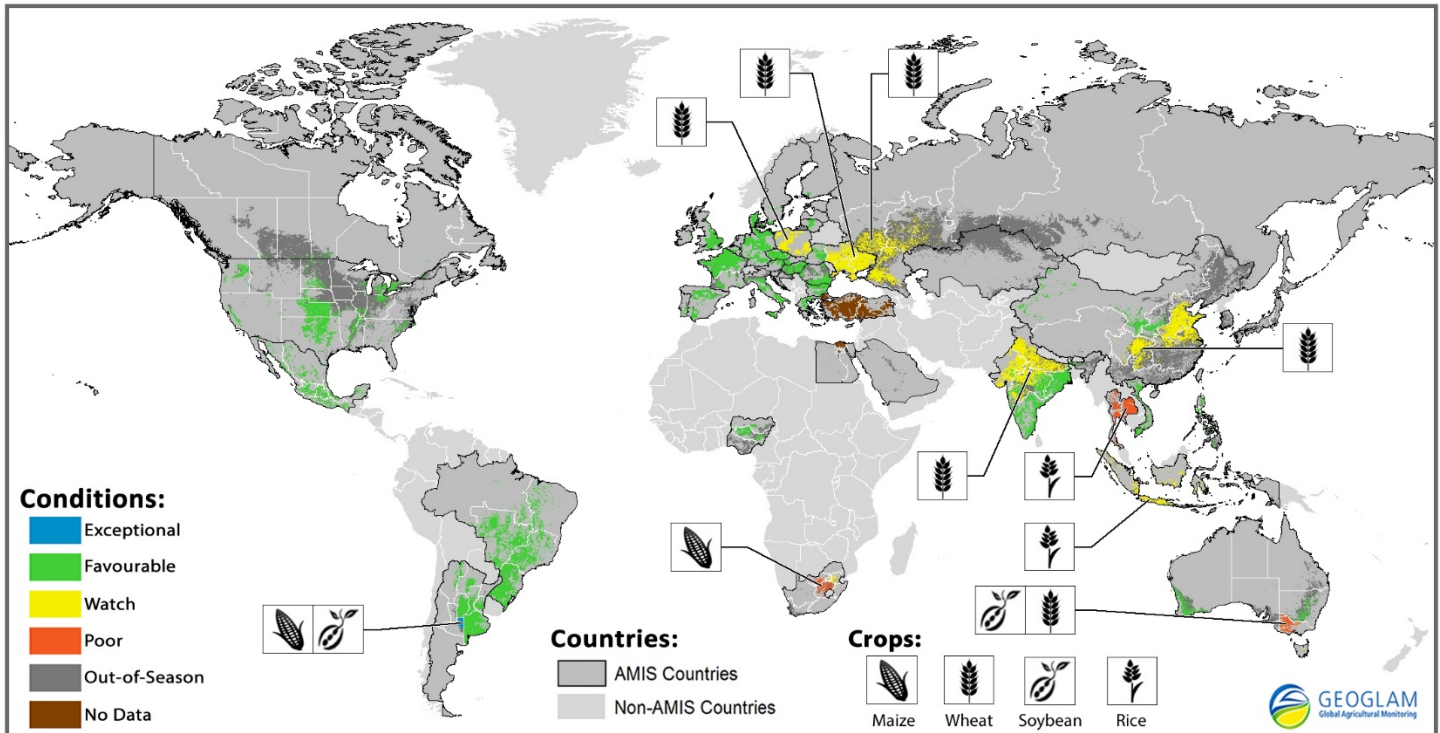 Conditions:
Exceptional
Favourable
Watch
Poor
Out-of-Season
No Data
Countries:
AMIS Countries
Non-AMIS Countries
Crops:
Maize
Wheat
Soybean
Rice
GEOGLAM
Global Agricultural Monitoring